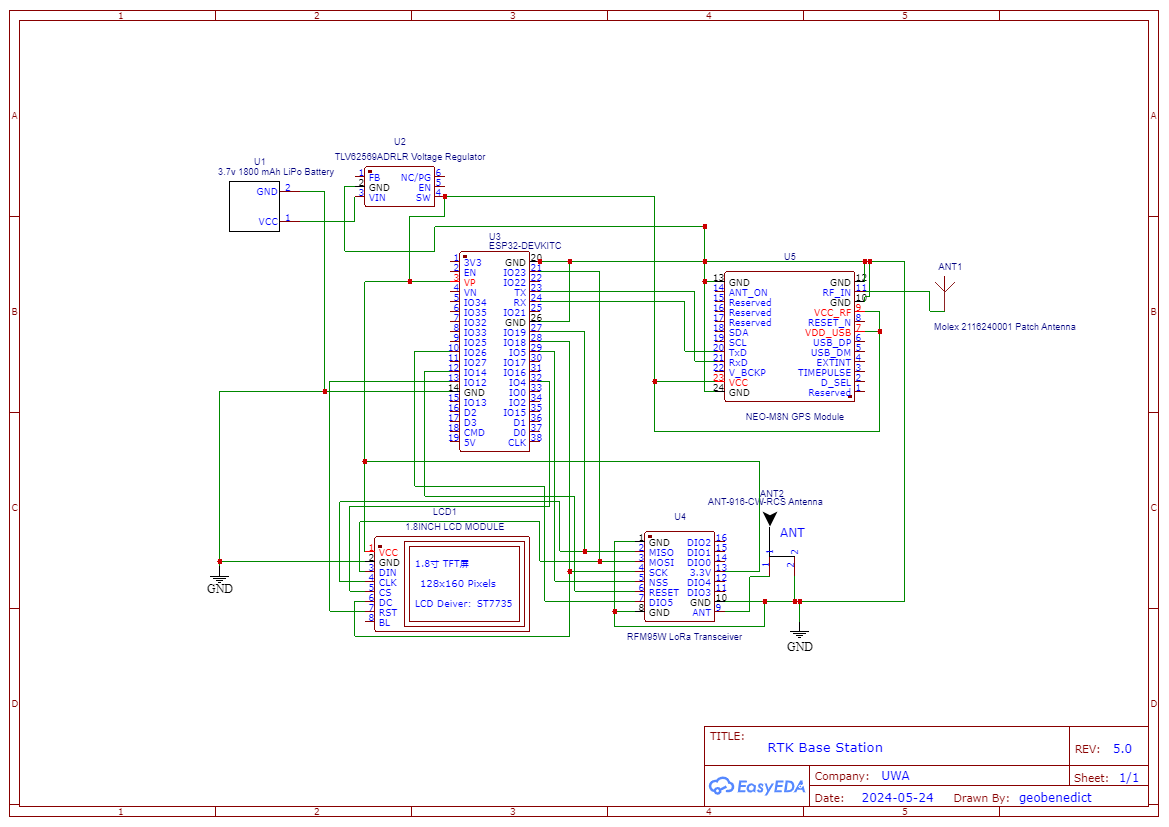 1 2 3 4 5
A A
B B
C C
D D
U1
3.7v 1800 mAh LiPo Battery
GND 2
VCC 1
U2
TLV62569ADRLR Voltage Regulator
1 FB NC/PG 6
2 GND EN 5
3 VIN SW 4
U3
ESP32-DEVKITC
1 3V3 GND 20
2 EN IO23 21
3 VP IO22 22
4 VN TX 23
5 IO34 RX 24
6 IO35 IO21 25
7 IO32 GND 26
8 IO33 IO19 27
9 IO25 IO18 28
10 IO26 IO5 29
11 IO27 IO17 30
12 IO14 IO16 31
13 IO12 IO4 32
14 GND IO0 33
15 IO13 IO2 34
16 D2 IO15 35
17 D3 D1 36
18 CMD D0 37
19 5V CLK 38
U5
13 GND GND 12
14 ANT_ON RF_IN 11
15 Reserved GND 10
16 Reserved VCC_RF 9
17 Reserved RESET_N 8
18 SDA VDD_USB 7
19 SCL USB_DP 6
20 TxD USB_DM 5
21 RxD EXTINT 4
22 V_BCKP TIMEPULSE 3
23 VCC D_SEL 2
24 GND Reserved 1
NEO-M8N GPS Module
ANT1
Molex 2116240001 Patch Antenna
GND
LCD1
1.8INCH LCD MODULE
1 VCC
2 GND
3 DIN
4 CLK
5 CS
6 DC
7 RST
8 BL
1.8寸 TFT屏
128x160 Pixels
LCD Deiver: ST7735
U4
1 GND DIO2 16
2 MISO DIO1 15
3 MOSI DIO0 14
4 SCK 3.3V 13
5 NSS DIO4 12
6 RESET DIO3 11
7 DIO5 GND 10
8 GND ANT 9
RFM95W LoRa Transceiver
ANT2
ANT-916-CW-RCS Antenna
ANT
1 2
1 2
GND
TITLE:
RTK Base Station
REV: 5.0
EasyEDA
Company: UWA
Sheet: 1/1
Date: 2024-05-24 Drawn By: geobenedict
1 2 3 4 5